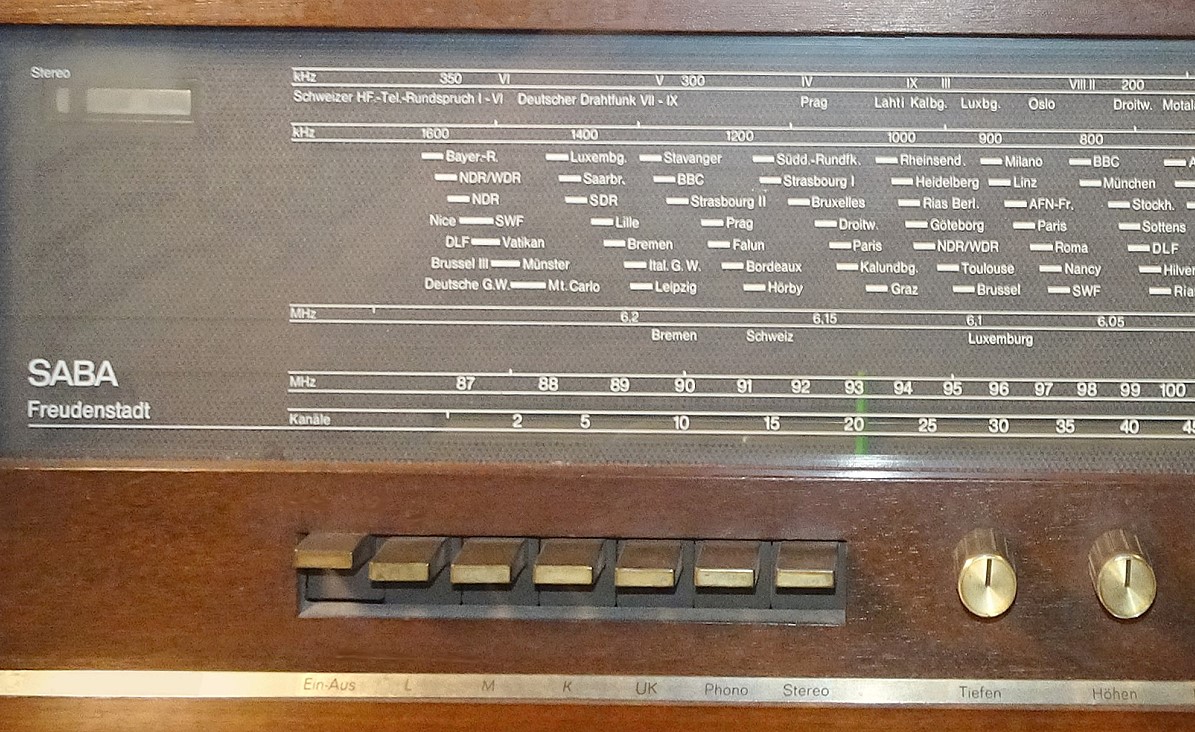 Stereo
kHz 350 VI V 300 IV IX III VIII II 200
Schweizer HF.-Tel.-Rundspruch I - VI Deutscher Drahtfunk VII - IX Prag Lahti Kalbg. Luxbg. Oslo Droitw.
kHz 1600 1400 1200 1000 900 800
Bayer.-R. Luxembg. Stavanger Südd.-Rundfk. Rheinsend. Milano BBC
NDR/WDR Saarbr. BBC Strasbourg I Heidelberg Linz München
NDR SDR Strasbourg II Bruxelles Rias Berl. AFN-Fr. Stockh.
Nice SWF Lille Prag Droitw. Göteborg Paris Sottens
DLF Vatikan Bremen Falun Paris NDR/WDR Roma DLF
Brussel III Münster Ital. G. W. Bordeaux Kalundbg. Toulouse Nancy
Deutsche G.W. Mt. Carlo Leipzig Hörby Graz Brussel SWF
MHz 6,2 6,15 6,1 6,05
Bremen Schweiz Luxemburg
SABA
MHz 87 88 89 90 91 92 93 94 95 96 97 98 99 100
Freudenstadt
Kanäle 2 5 10 15 20 25 30 35 40
Ein-Aus L M K UK Phono Stereo Tiefen Höhen